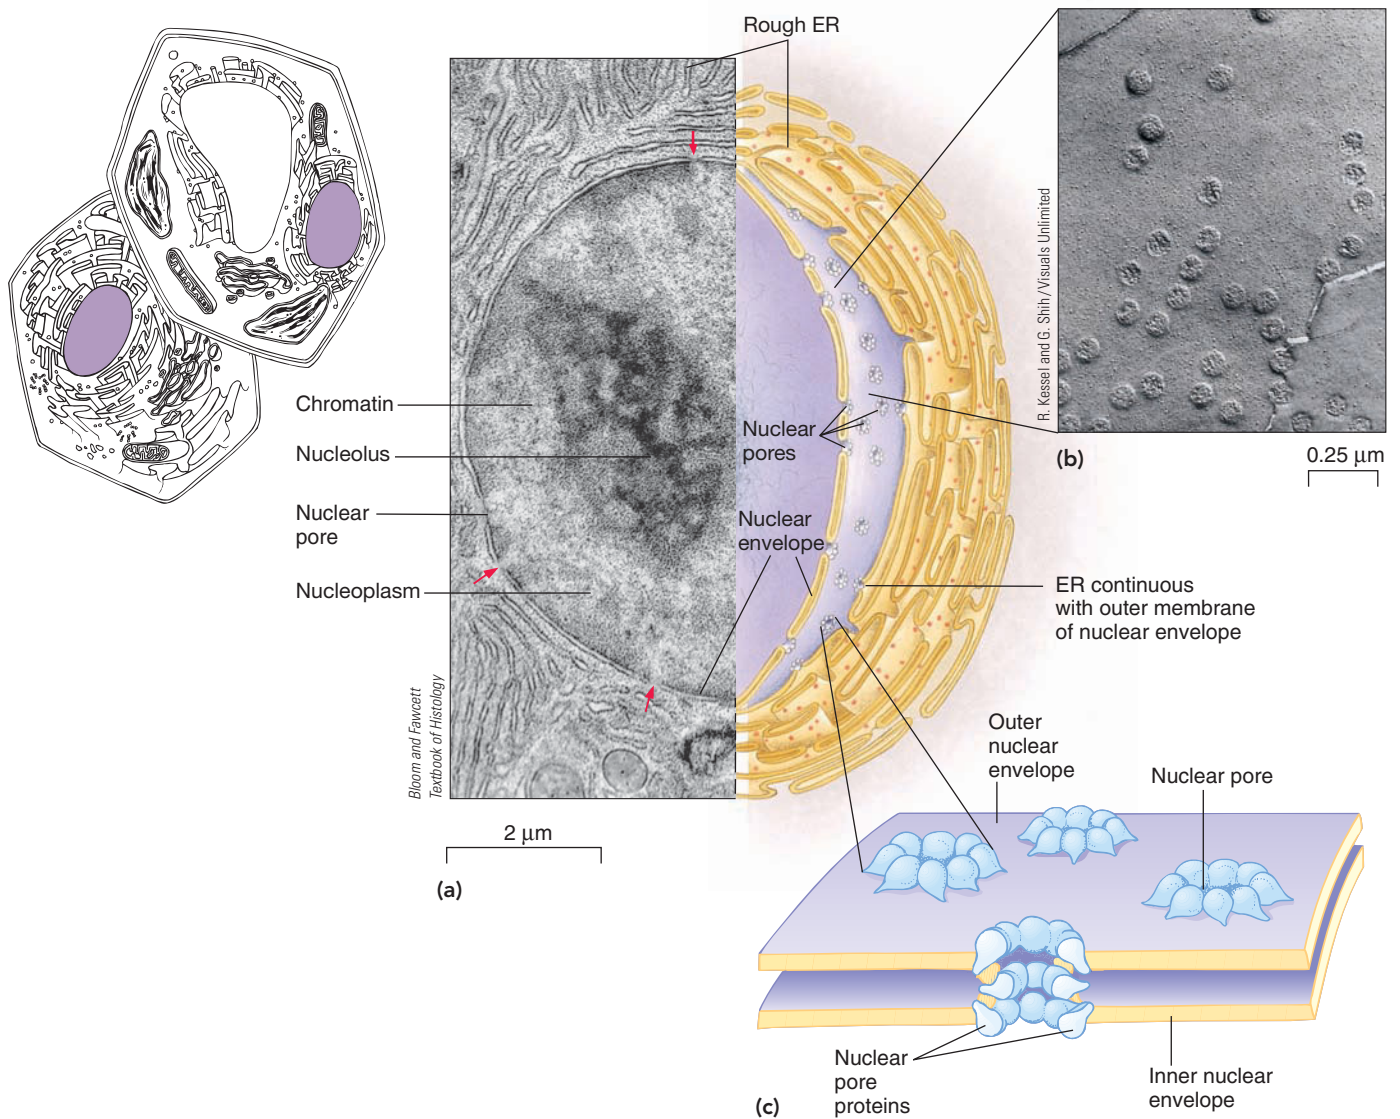 Rough ER
R. Kessel and G. Shih/Visuals Unlimited
Chromatin
Nucleolus
Nuclear
pore
Nucleoplasm
Nuclear
pores
(b)
0.25 μm
Nuclear
envelope
ER continuous
with outer membrane
of nuclear envelope
Bloom and Fawcett
Textbook of Histology
2 μm
(a)
Outer
nuclear
envelope
Nuclear pore
Nuclear
pore
proteins
Inner nuclear
envelope
(c)